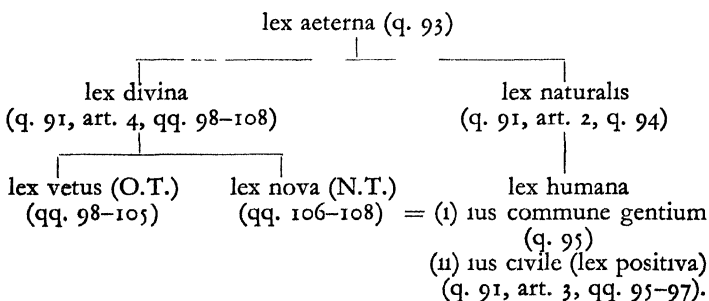 lex aeterna (q. 93)
lex divina lex naturalis
(q. 91, art. 4, qq. 98–108) (q. 91, art. 2, q. 94)
lex vetus (O.T.) lex nova (N.T.) lex humana
(qq. 98–105) (qq. 106–108) = (i) ius commune gentium
(q. 95)
(ii) ius civile (lex positiva)
(q. 91, art. 3, qq. 95–97).